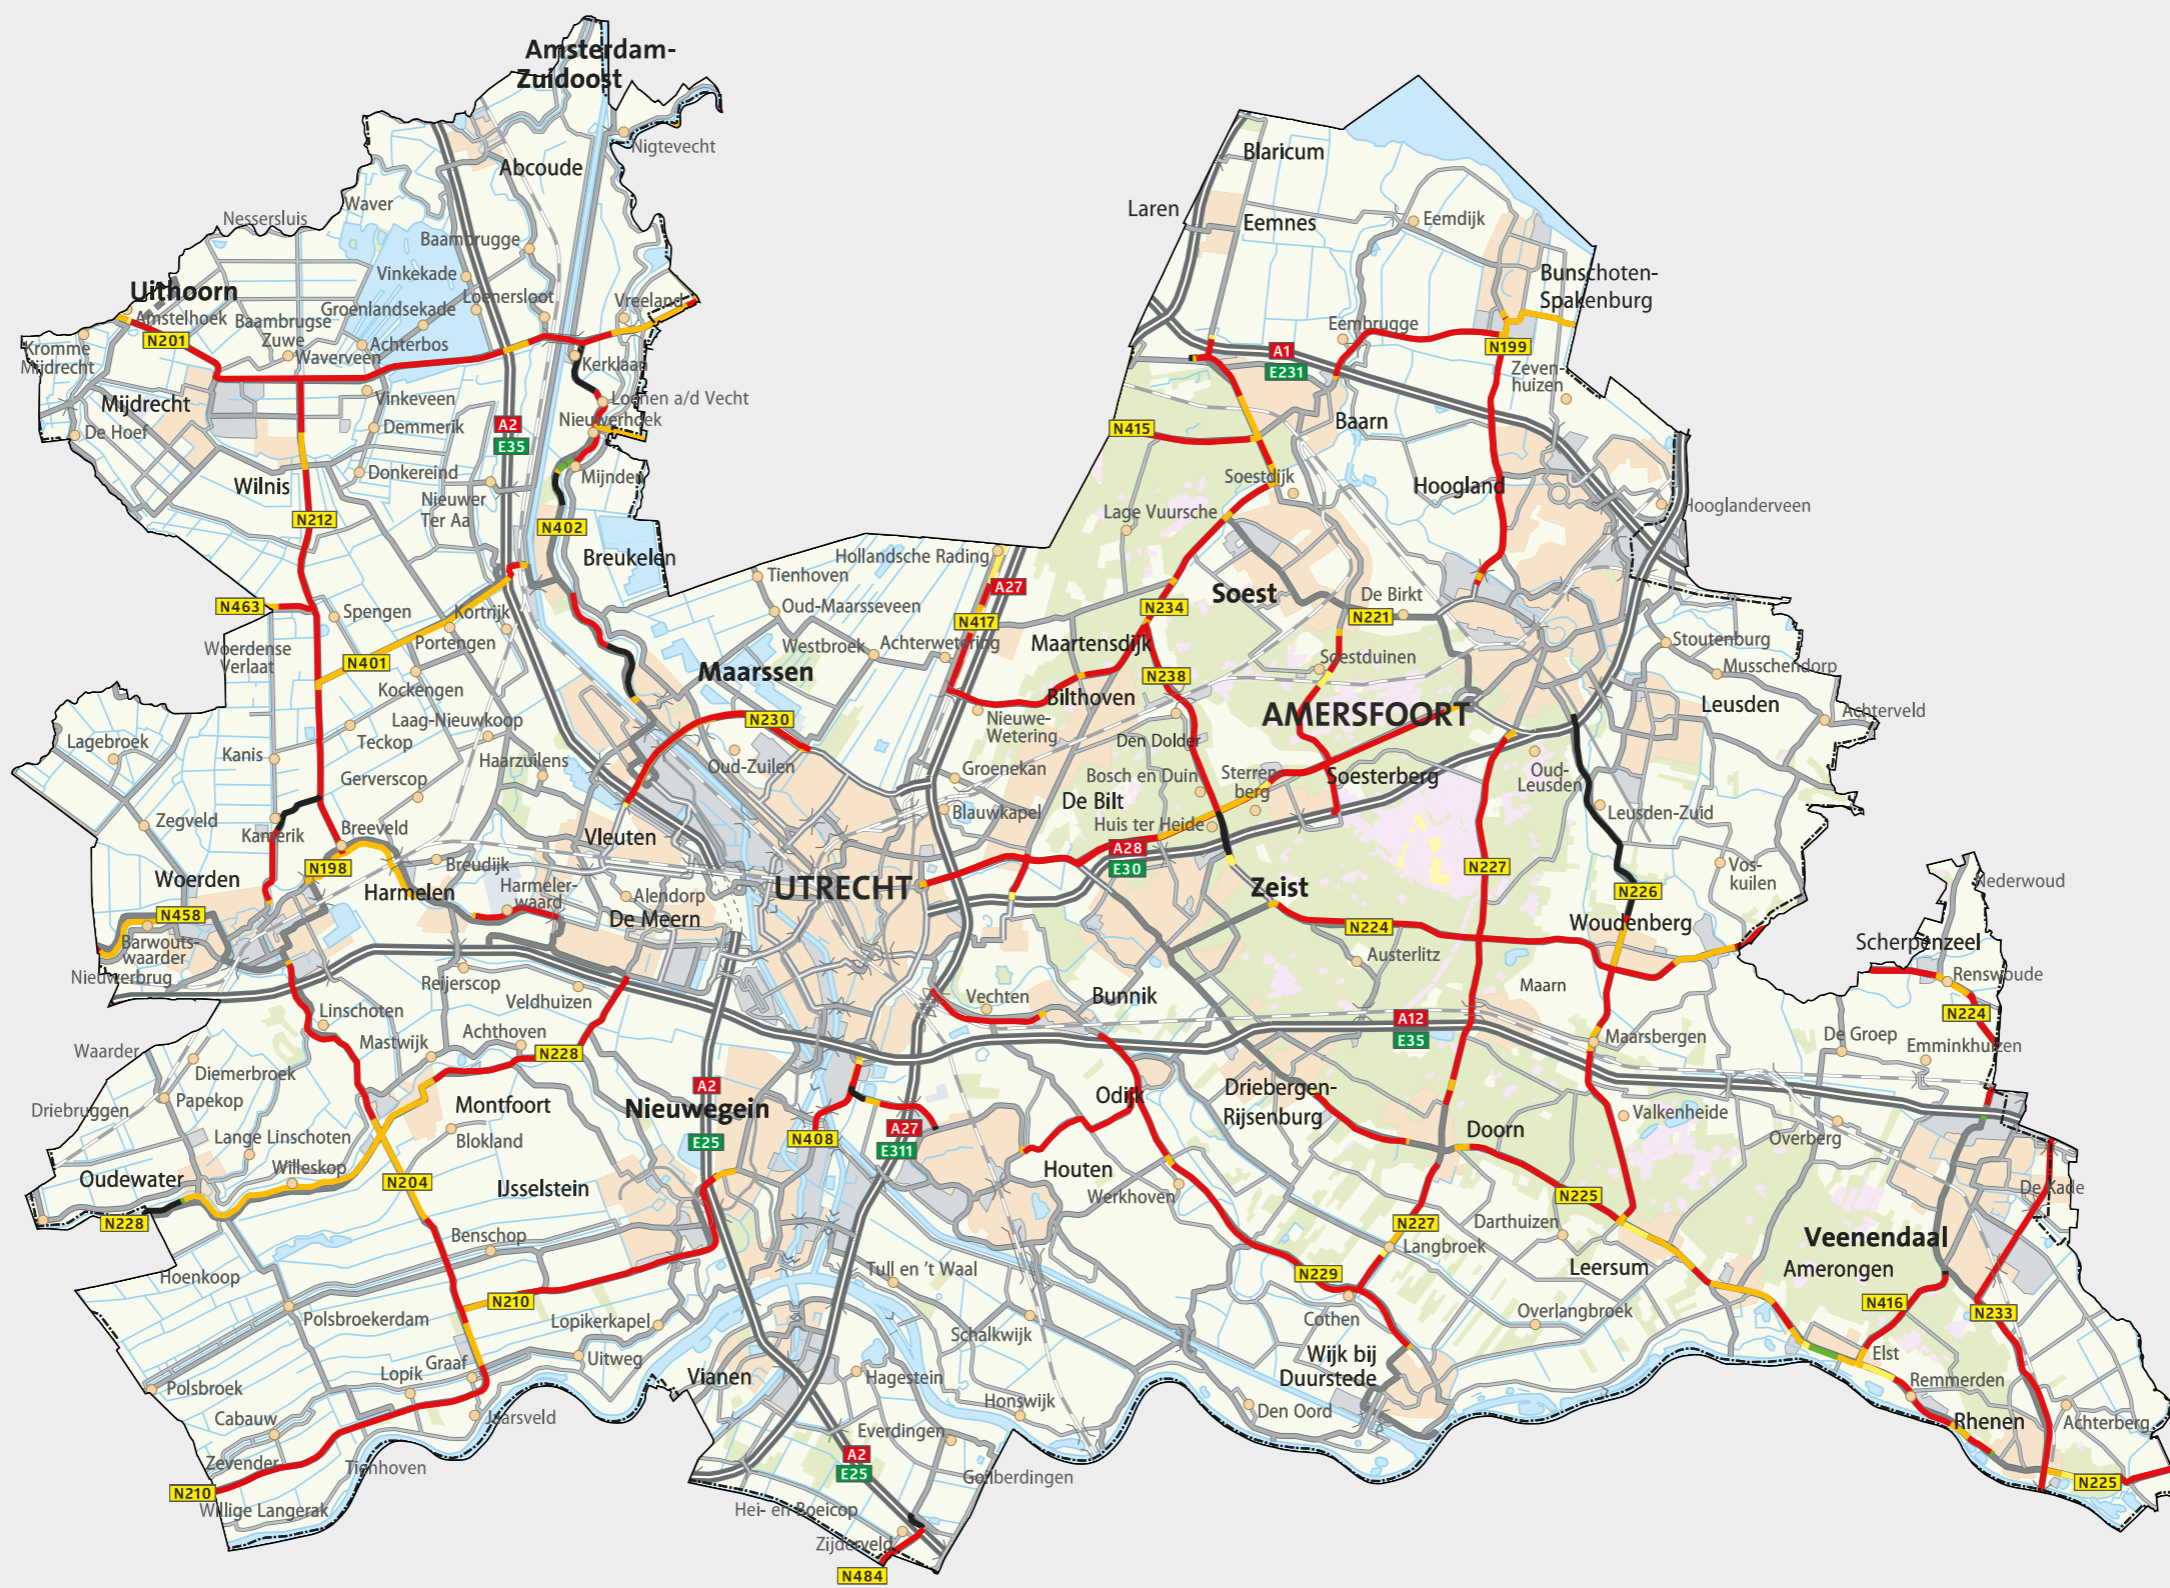 Amsterdam-
Zuidoost
Nigtevecht
Abcoude
Blaricum
Waver
Laren
Nessersluis
Eemnes
Eemdijk
Baambrugge
Vinkekade
Bunschoten-
Spakenburg
Uithoorn
Loenersloot
Vreeland
Groenlandsekade
Amstelhoek
Baambrugse
Zuwe
Eembrugge
N201
Achterbos
Waverveen
Kromme
Mijdrecht
Kerklaan
A1
E231
N199
Zeven-
huizen
Mijdrecht
Vinkeveen
Loenen a/d Vecht
Nieuwerhoek
De Hoef
Demmerik
A2
E35
N415
Baarn
Donkereind
Mijnden
Soestdijk
Hoogland
Wilnis
Nieuwer
Ter Aa
Lage Vuursche
Hooglanderveen
N212
N402
Breukelen
Hollandsche Rading
Tienhoven
A27
Soest
De Birkt
N463
Spengen
Kortrijk
Oud-Maarsseveen
N234
N417
N221
Portengen
Westbroek
Achterwetering
Maartensdijk
Stoutenburg
Woerdense
Verlaat
N401
Soestduinen
Musschendorp
Kockengen
Maarssen
N238
Bilthoven
Leusden
AMERSFOORT
Achterveld
Laag-Nieuwkoop
N230
Nieuwe-
Wetering
Lagebroek
Teckop
Den Dolder
Kanis
Haarzuilens
Oud-Zuilen
Groenekan
Bosch en Duin
Sterren-
berg
Soesterberg
Oud-
Leusden
Gerverscop
De Bilt
Blauwkapel
Huis ter Heide
Leusden-Zuid
Zegveld
Kamerik
Breeveld
Vleuten
A28
E30
Breudijk
N198
N227
Vos-
kuilen
Woerden
Harmelen
Harmeler-
waard
Alendorp
UTRECHT
Zeist
N226
Nederwoud
N458
De Meern
N224
Woudenberg
Barwouts-
waarder
Austerlitz
Scherpenzeel
Nieuwerbrug
Reijerscop
Renswoude
Veldhuizen
Vechten
Bunnik
Maarn
Linschoten
A12
E35
N224
Achthoven
Mastwijk
De Groep
Waarder
N228
Maarsbergen
Emminkhuizen
Diemerbroek
A2
E25
Odijk
Driebergen-
Rijsenburg
Papekop
Montfoort
Nieuwegein
Driebruggen
Valkenheide
Lange Linschoten
Blokland
N408
A27
E311
Doorn
Overberg
Willeskop
Houten
Oudewater
N204
IJsselstein
Werkhoven
N225
De Kade
N228
N227
Darthuizen
Benschop
Langbroek
Veenendaal
Hoenkoop
Tull en 't Waal
N229
Leersum
Amerongen
N210
N416
Polsbroekerdam
Lopikerkapel
Cothen
Overlangbroek
N233
Schalkwijk
Wijk bij
Duurstede
Elst
Graaf
Uitweg
Lopik
Vianen
Hagestein
Remmerden
Polsbroek
Honswijk
Den Oord
Cabauw
Jaarsveld
Everdingen
Rhenen
Achterberg
Zevender
A2
E25
Tienhoven
Golberdingen
N225
N210
Willige Langerak
Hei- en Boeicop
Zijderveld
N484